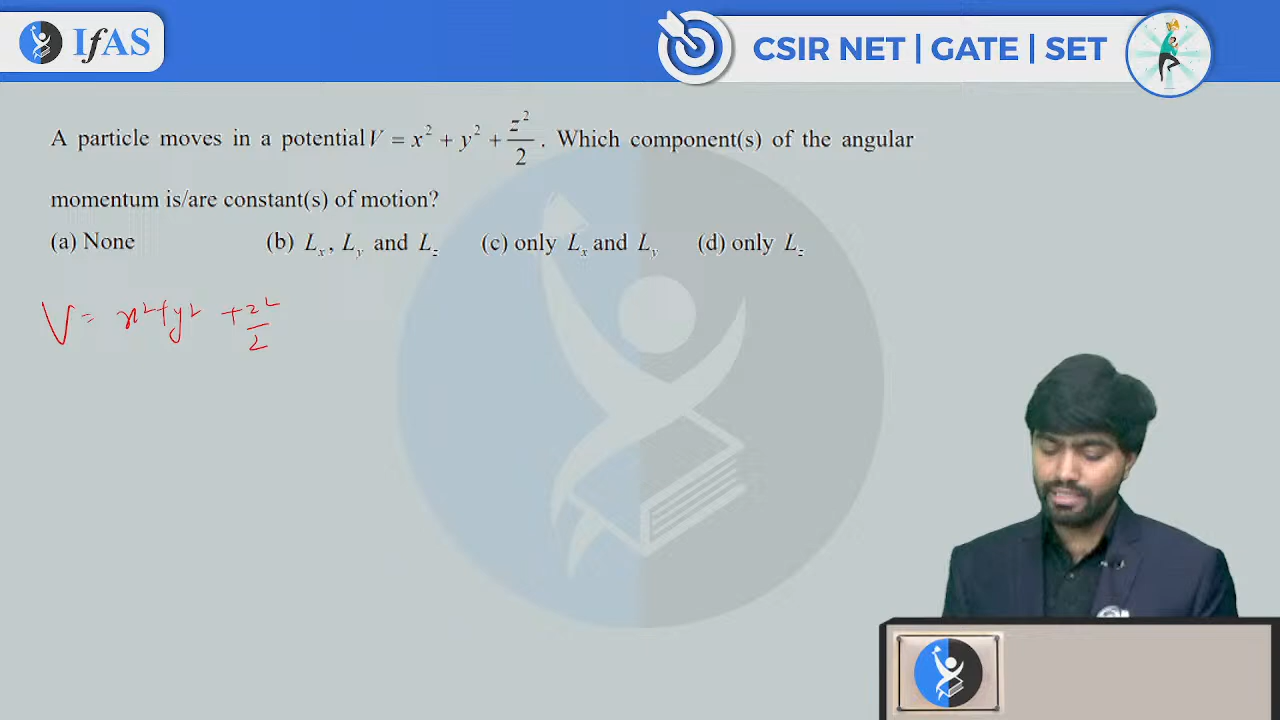 IfAS
CSIR NET | GATE | SET
A particle moves in a potential V = x² + y² + z²/2 . Which component(s) of the angular
momentum is/are constant(s) of motion?
(a) None (b) Lₓ, Lᵧ and L_z (c) only Lₓ and Lᵧ (d) only L_z
V = x² + y² + z²/2